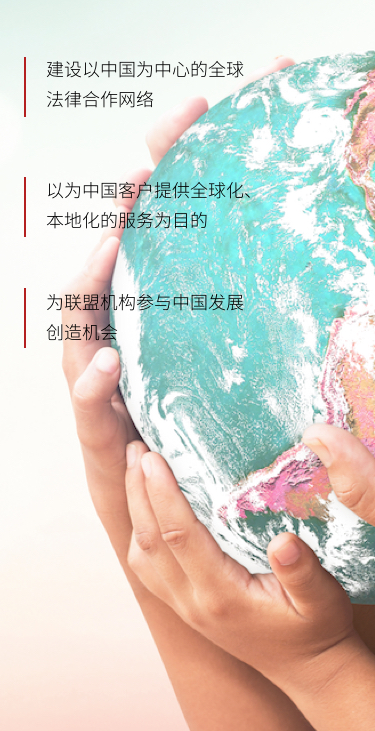 建设以中国为中心的全球
法律合作网络
以为中国客户提供全球化、
本地化的服务为目的
为联盟机构参与中国发展
创造机会